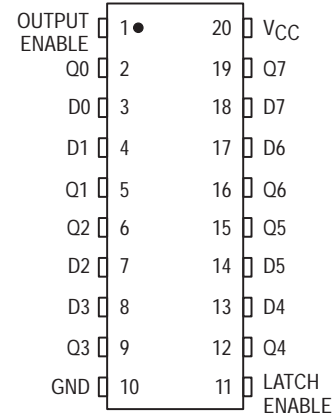 OUTPUT ENABLE 1 20 VCC
Q0 2 19 Q7
D0 3 18 D7
D1 4 17 D6
Q1 5 16 Q6
Q2 6 15 Q5
D2 7 14 D5
D3 8 13 D4
Q3 9 12 Q4
GND 10 11 LATCH ENABLE